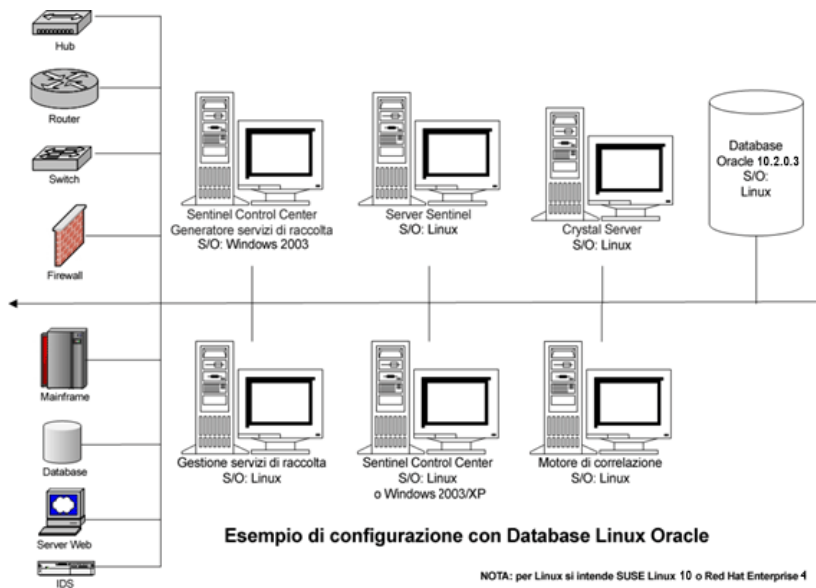 Hub
Router
Switch
Firewall
Sentinel Control Center
Generatore servizi di raccolta
S/O: Windows 2003
Server Sentinel
S/O: Linux
Crystal Server
S/O: Linux
Database
Oracle 10.2.0.3
S/O:
Linux
Mainframe
Database
Server Web
IDS
Gestione servizi di raccolta
S/O: Linux
Sentinel Control Center
S/O: Linux
o Windows 2003/XP
Motore di correlazione
S/O: Linux
Esempio di configurazione con Database Linux Oracle
NOTA: per Linux si intende SUSE Linux 10 o Red Hat Enterprise 4